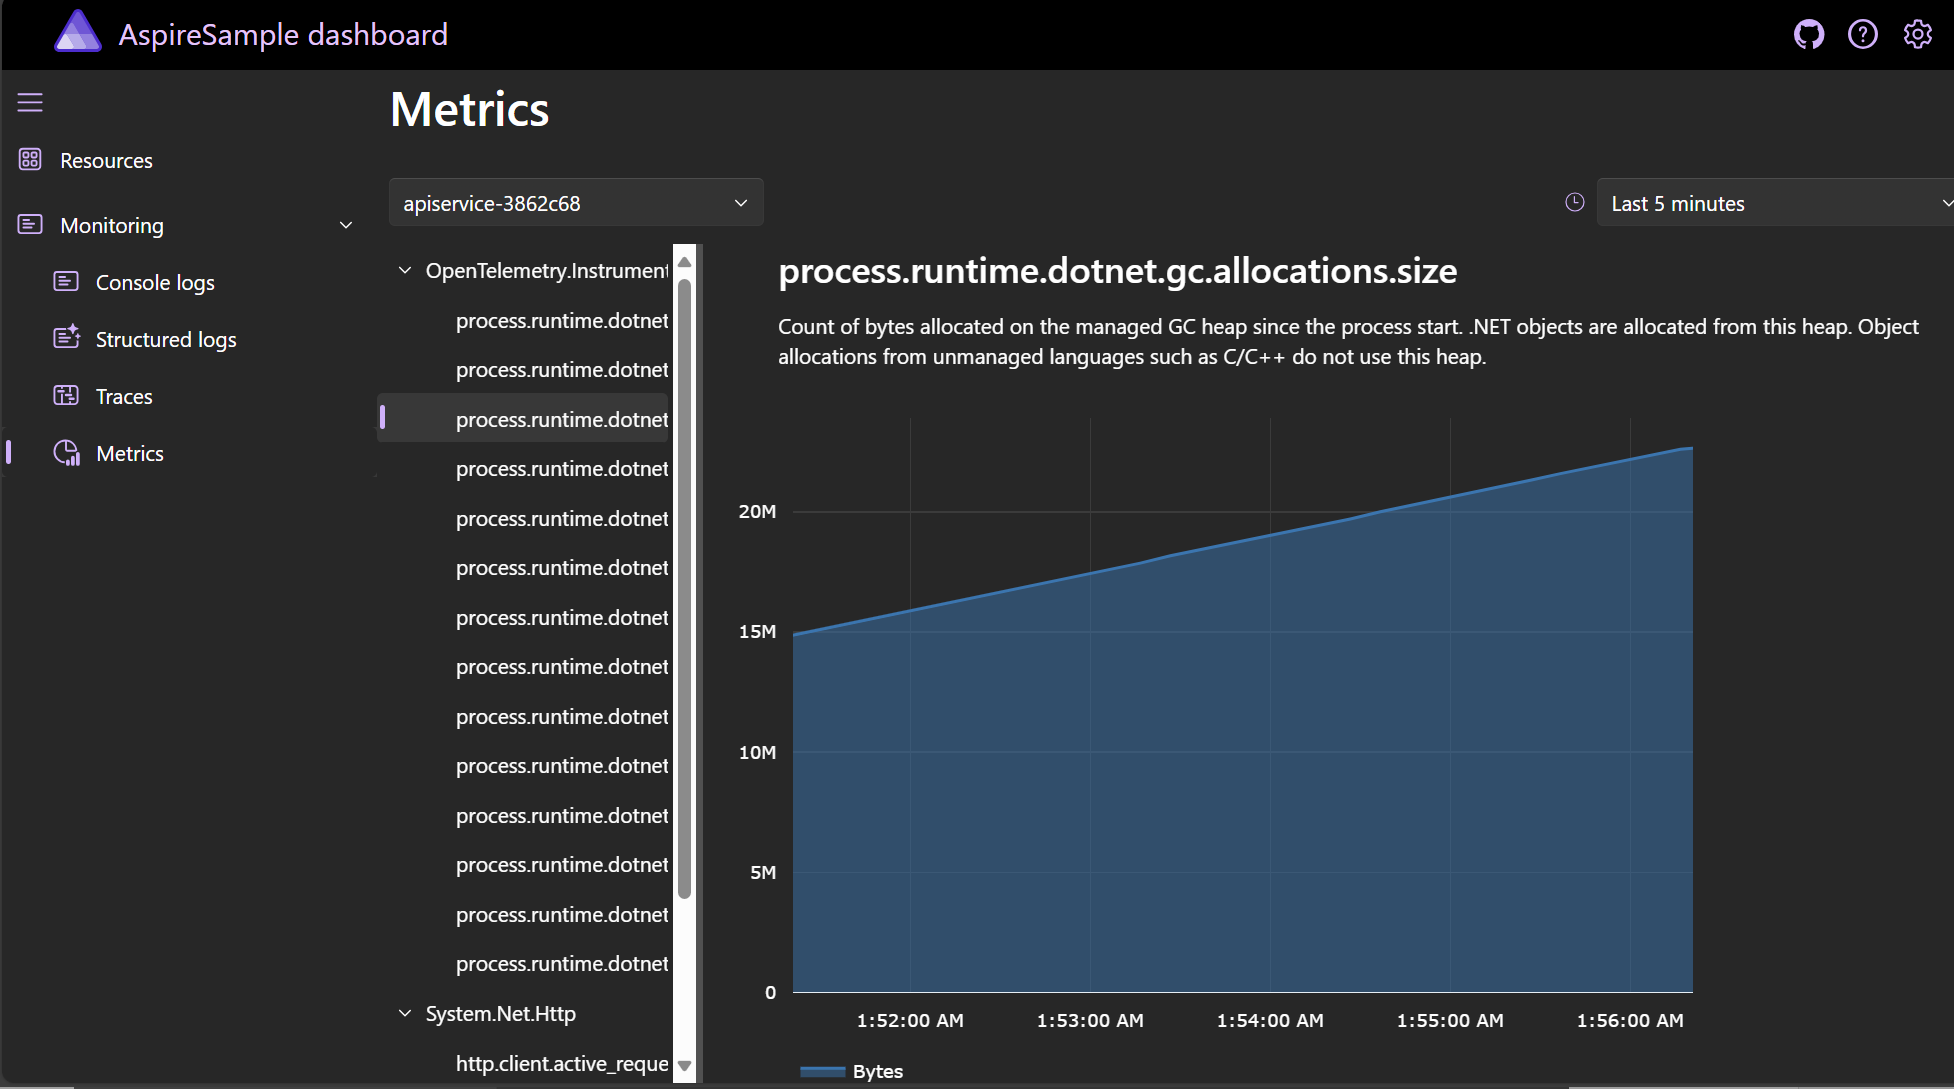 AspireSample dashboard
Metrics
Resources
Monitoring
Console logs
Structured logs
Traces
Metrics
apiservice-3862c68
Last 5 minutes
OpenTelemetry.Instrument
process.runtime.dotnet
process.runtime.dotnet
process.runtime.dotnet
process.runtime.dotnet
process.runtime.dotnet
process.runtime.dotnet
process.runtime.dotnet
process.runtime.dotnet
process.runtime.dotnet
process.runtime.dotnet
process.runtime.dotnet
process.runtime.dotnet
process.runtime.dotnet
process.runtime.dotnet
System.Net.Http
http.client.active_reque
process.runtime.dotnet.gc.allocations.size
Count of bytes allocated on the managed GC heap since the process start. .NET objects are allocated from this heap. Object
allocations from unmanaged languages such as C/C++ do not use this heap.
20M
15M
10M
5M
0
1:52:00 AM
1:53:00 AM
1:54:00 AM
1:55:00 AM
1:56:00 AM
Bytes